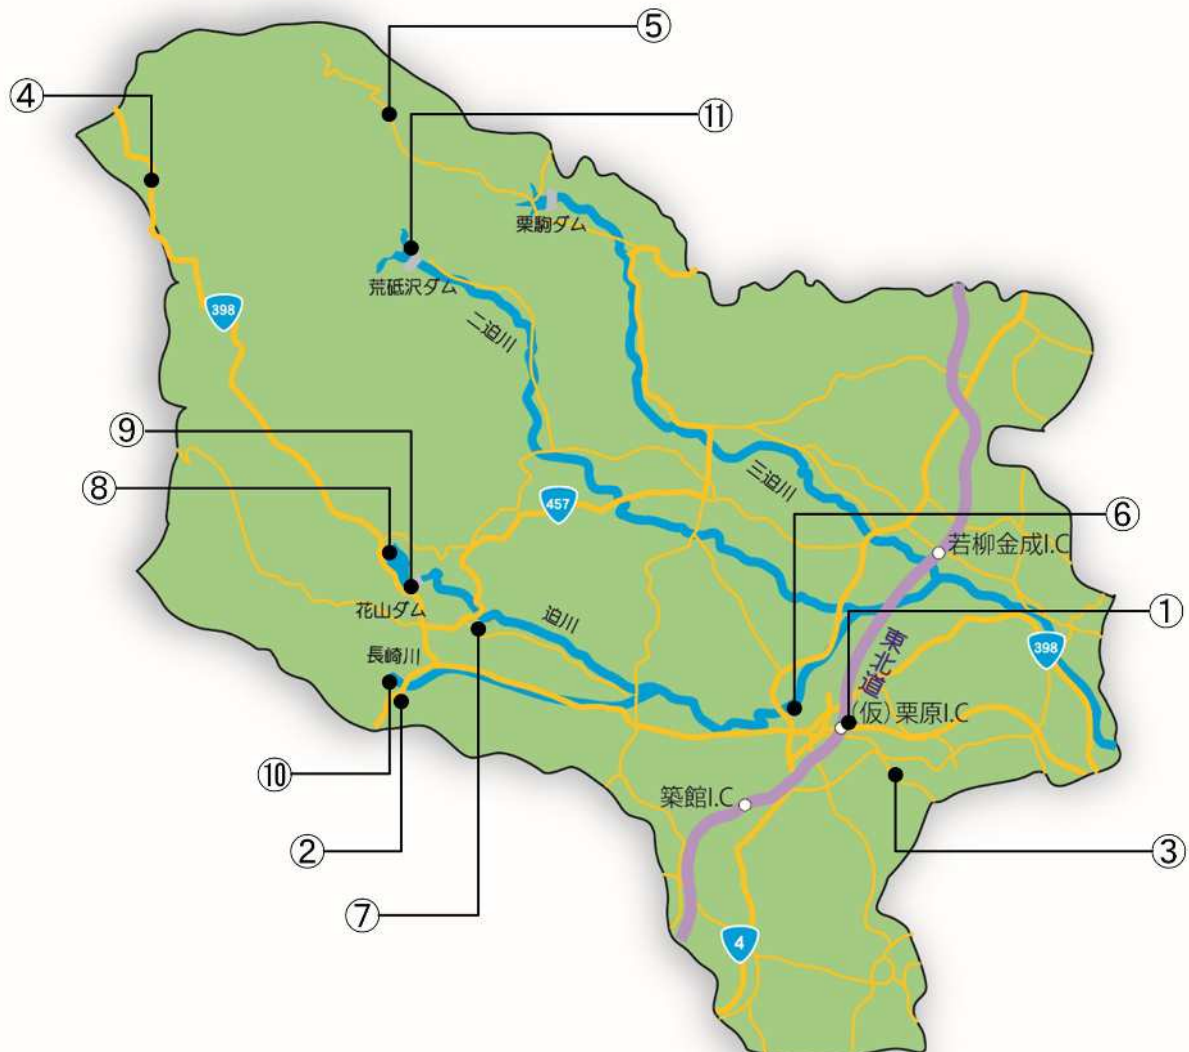 ⑤
④
⑪
栗駒ダム
荒砥沢ダム
398
二迫川
⑨
三迫川
⑧
457
⑥
若柳金成I.C
花山ダム
迫川
①
東北道
398
長崎川
(仮)栗原I.C
⑩
築館I.C
②
③
⑦
4